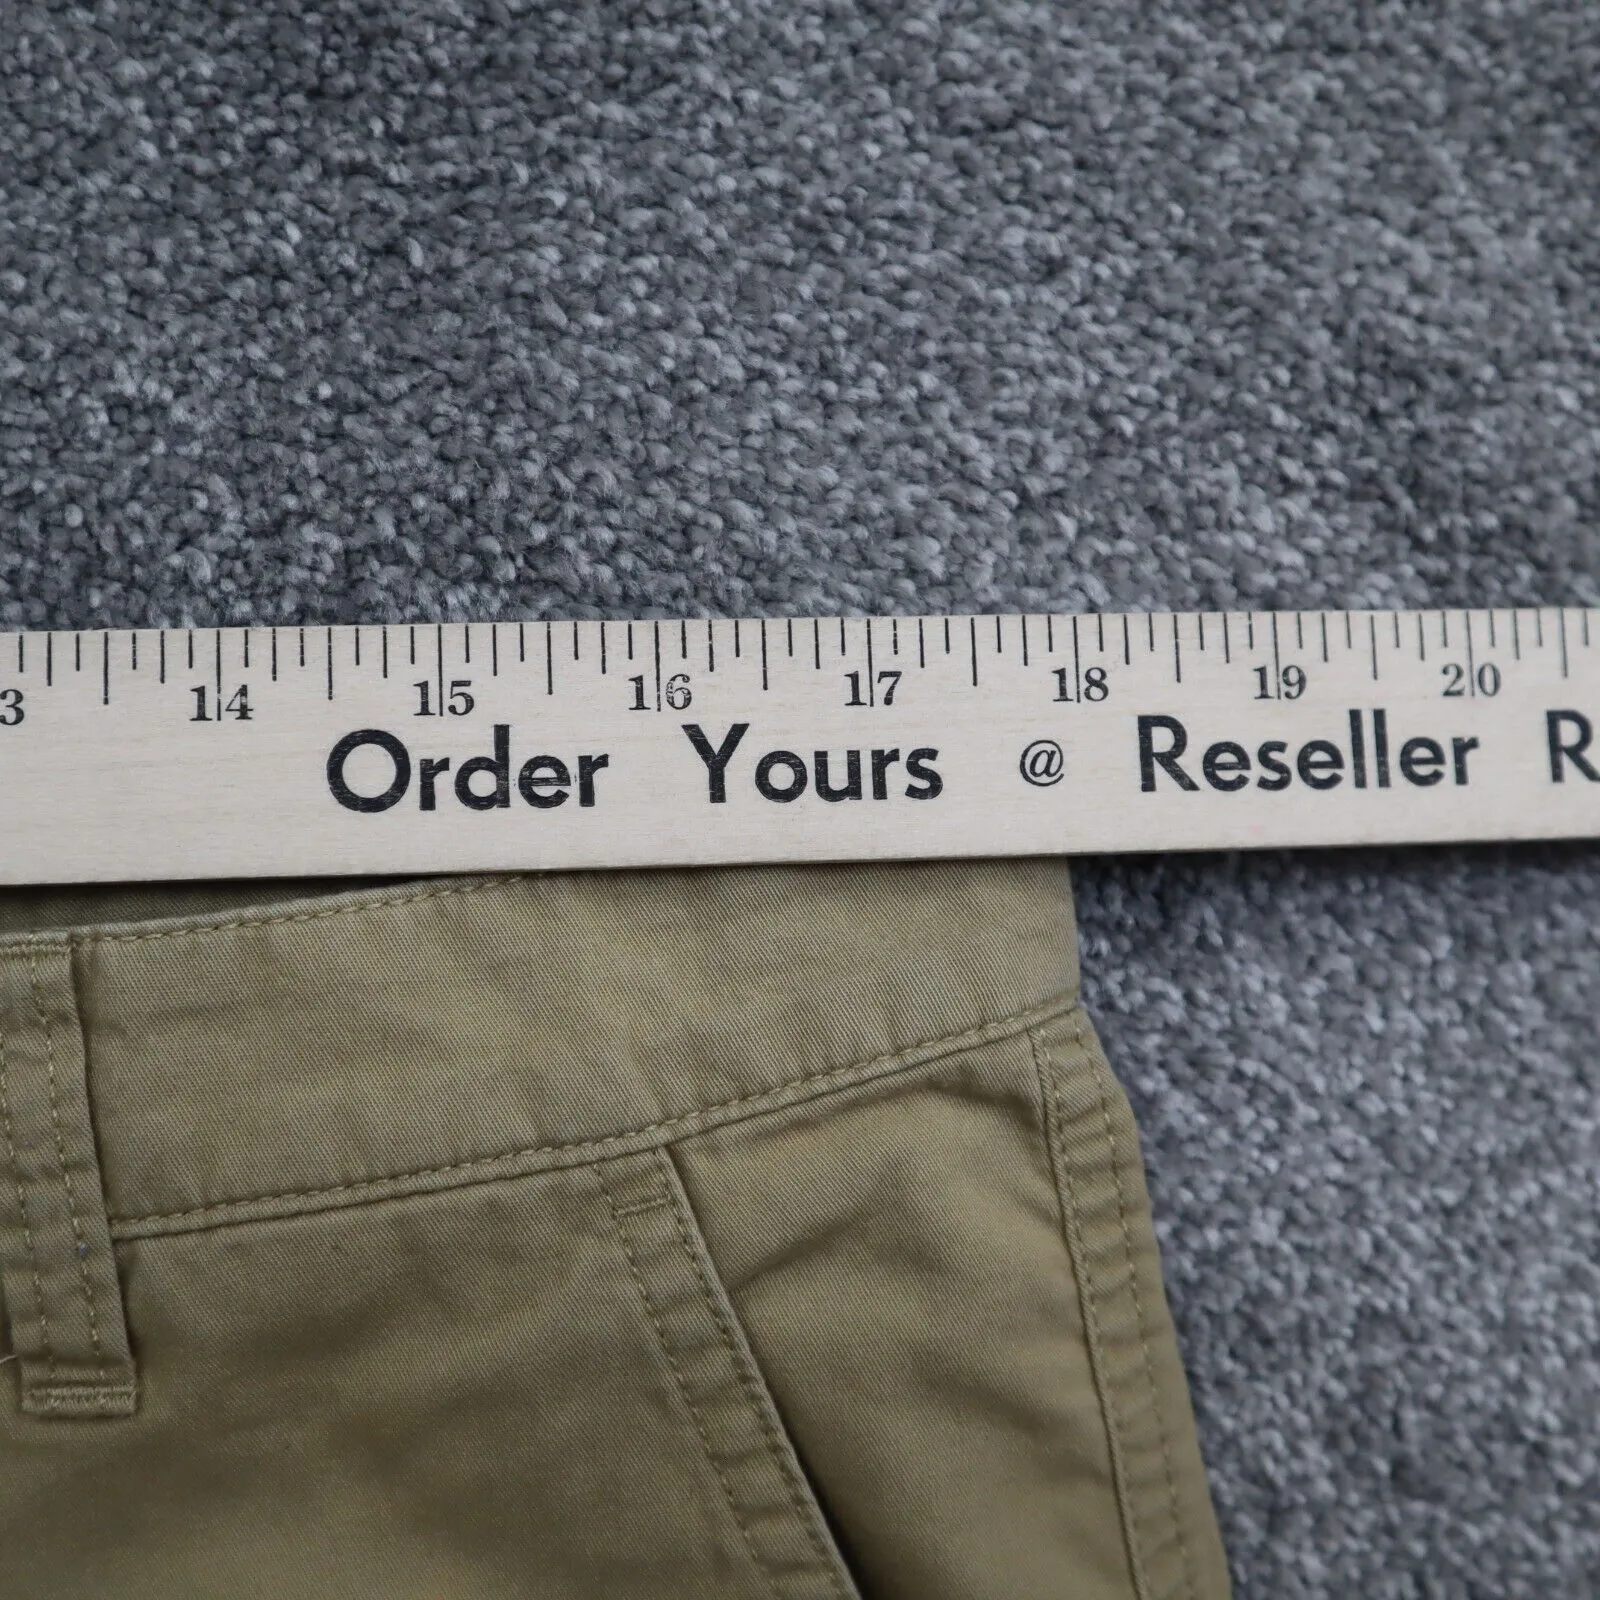 3 14 15 16 17 18 19 20
Order Yours @ Reseller R